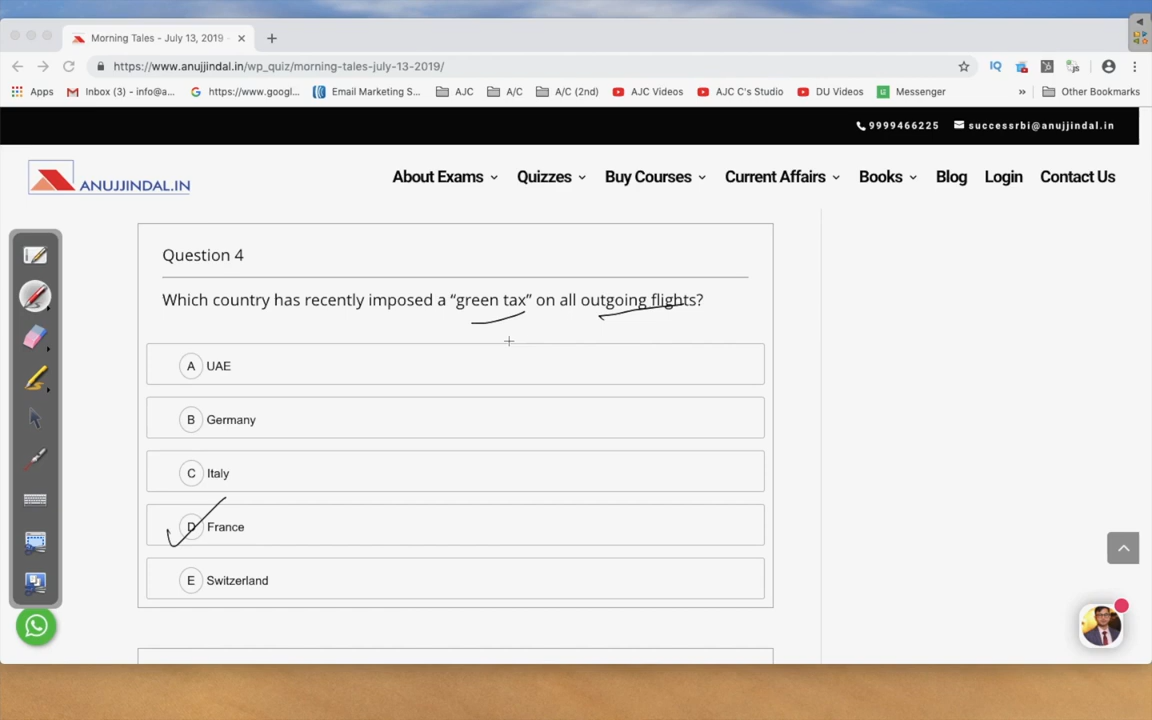 Morning Tales - July 13, 2019
https://www.anujjindal.in/wp_quiz/morning-tales-july-13-2019/
IQ
Apps
Inbox (3) - info@a...
https://www.googl...
Email Marketing S...
AJC
A/C
A/C (2nd)
AJC Videos
AJC C's Studio
DU Videos
Messenger
»
Other Bookmarks
9999466225
successrbi@anujjindal.in
ANUJJINDAL.IN
About Exams
Quizzes
Buy Courses
Current Affairs
Books
Blog
Login
Contact Us
Question 4
Which country has recently imposed a “green tax” on all outgoing flights?
A UAE
B Germany
C Italy
D France
E Switzerland